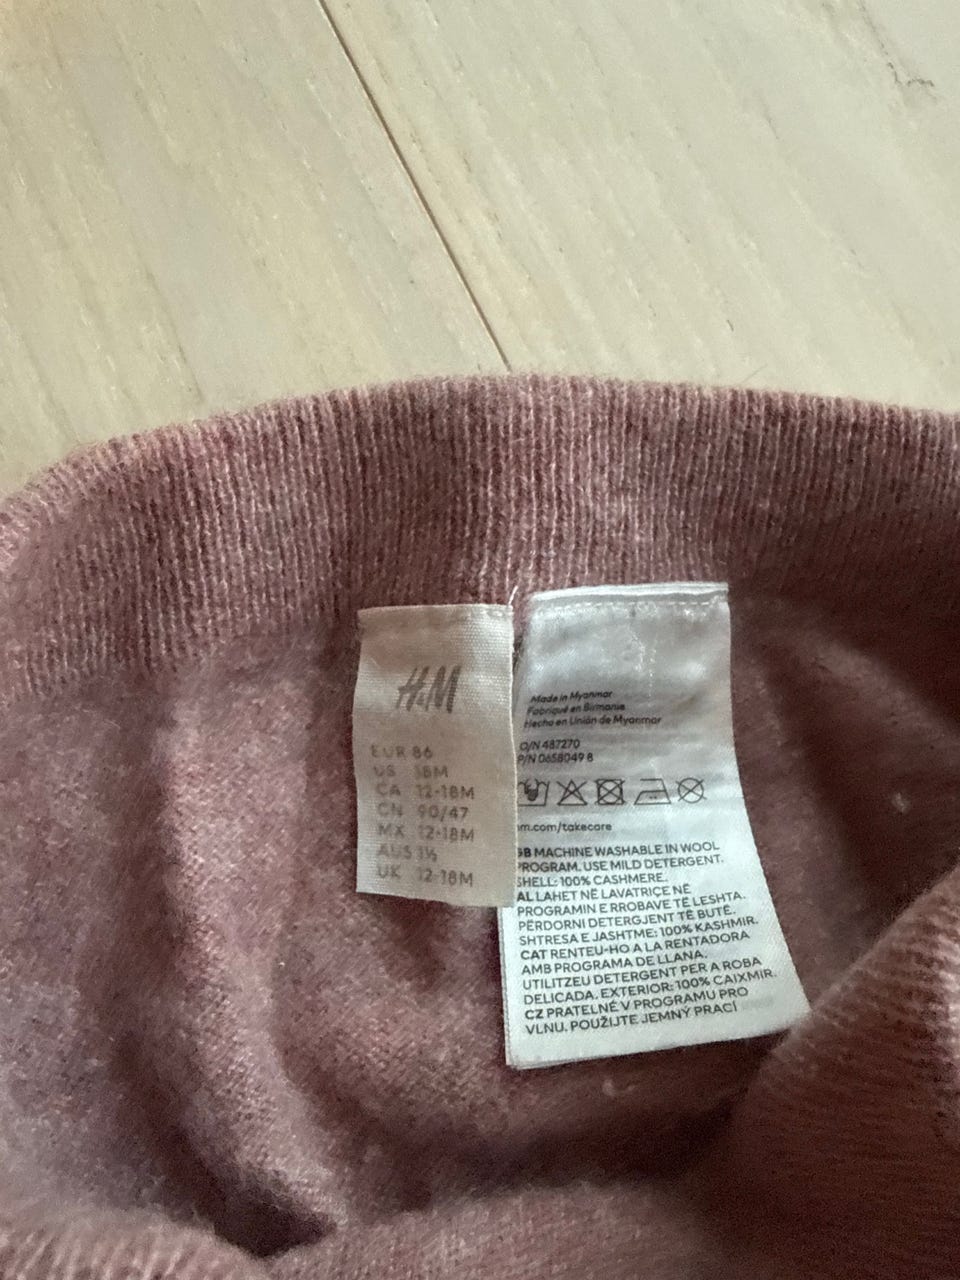 H&M
EUR 86
US 18M
CA 12-18M
CN 90/47
MX 12-18M
AUS 1½
UK 12-18M
Made in Myanmar
Fabriqué en Birmanie
Hecho en Unión de Myanmar
O/N 487270
P/N 0658049 8
m.com/takecare
GB MACHINE WASHABLE IN WOOL
PROGRAM. USE MILD DETERGENT.
SHELL: 100% CASHMERE.
AL LAHET NË LAVATRIÇE NË
PROGRAMIN E RROBAVE TË LESHTA.
PËRDORNI DETERGJENT TË BUTË.
SHTRESA E JASHTME: 100% KASHMIR.
CAT RENTEU-HO A LA RENTADORA
AMB PROGRAMA DE LLANA.
UTILITZEU DETERGENT PER A ROBA
DELICADA. EXTERIOR: 100% CAIXMIR.
CZ PRATELNÉ V PROGRAMU PRO
VLNU. POUŽIJTE JEMNÝ PRACÍ